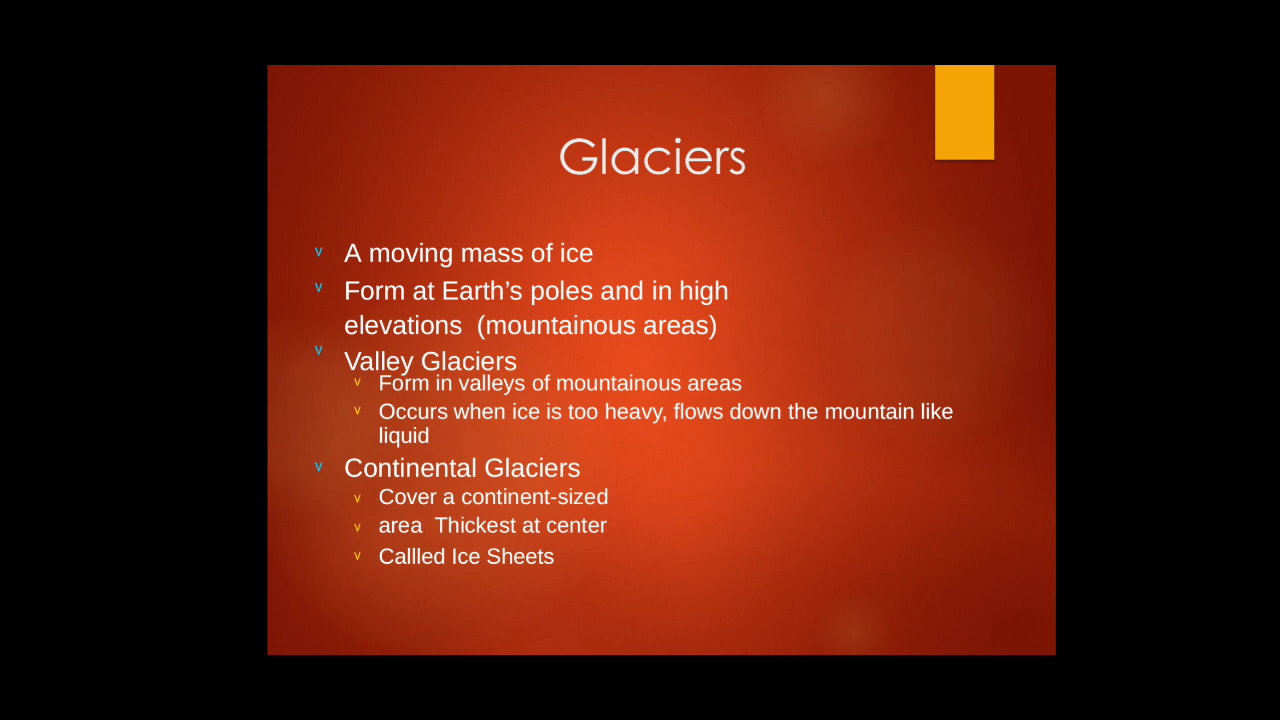 Glaciers
v A moving mass of ice
v Form at Earth’s poles and in high
elevations  (mountainous areas)
v Valley Glaciers
v Form in valleys of mountainous areas
v Occurs when ice is too heavy, flows down the mountain like
liquid
v Continental Glaciers
v Cover a continent-sized
v area  Thickest at center
v Callled Ice Sheets